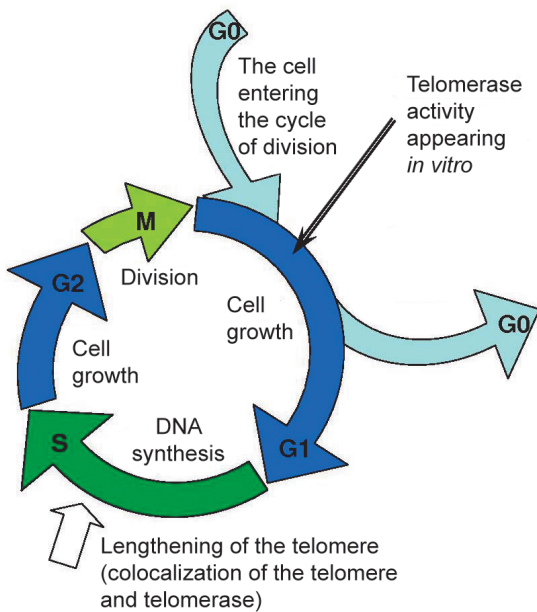 G0
The cell
entering
the cycle
of division
Telomerase
activity
appearing
in vitro
M
Division
G2
Cell
growth
Cell
growth
G0
S
DNA
synthesis
G1
Lengthening of the telomere
(colocalization of the telomere
and telomerase)